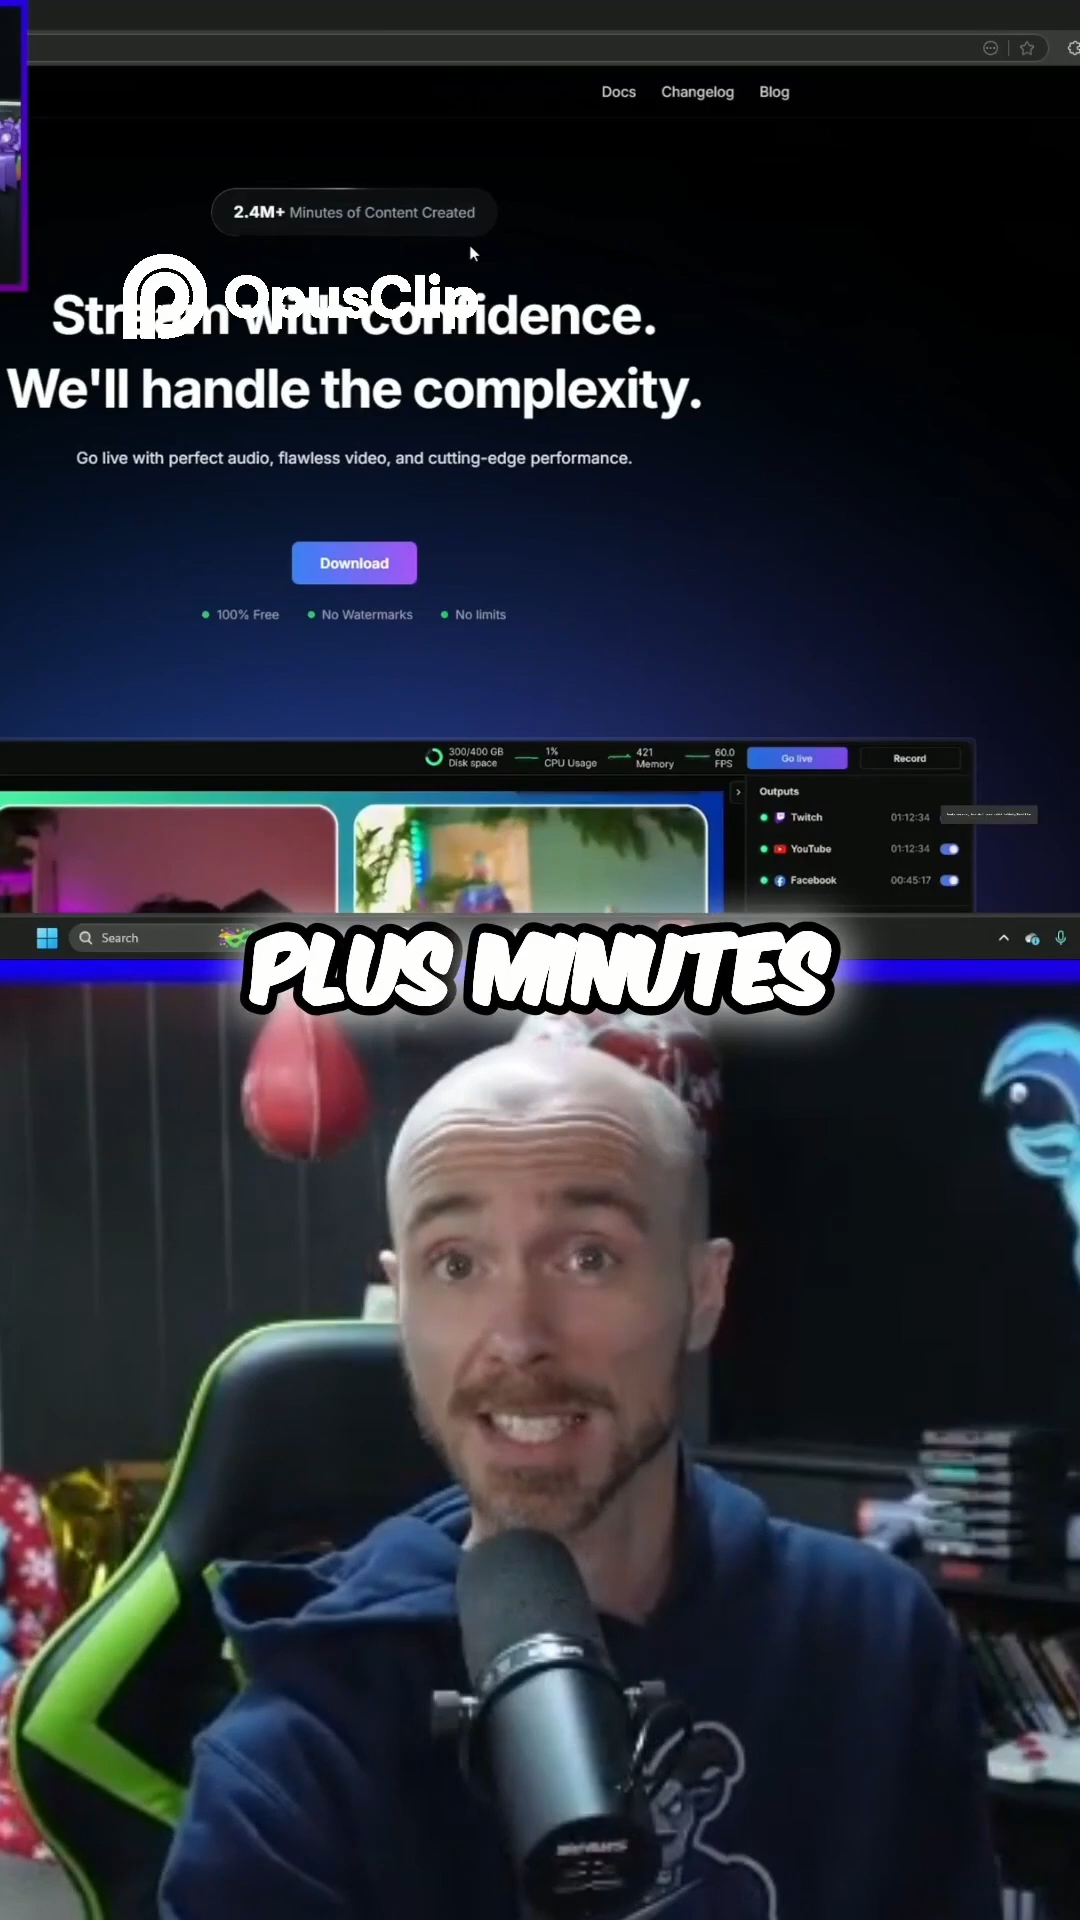 Docs Changelog Blog
2.4M+ Minutes of Content Created
OpusClip
Stream with confidence.
We'll handle the complexity.
Go live with perfect audio, flawless video, and cutting-edge performance.
Download
100% Free No Watermarks No limits
300/400 GB
Disk space
1%
CPU Usage
421
Memory
60.0
FPS
Go live
Record
Outputs
Twitch 01:12:34
YouTube 01:12:34
Facebook 00:45:17
Search
PLUS MINUTES